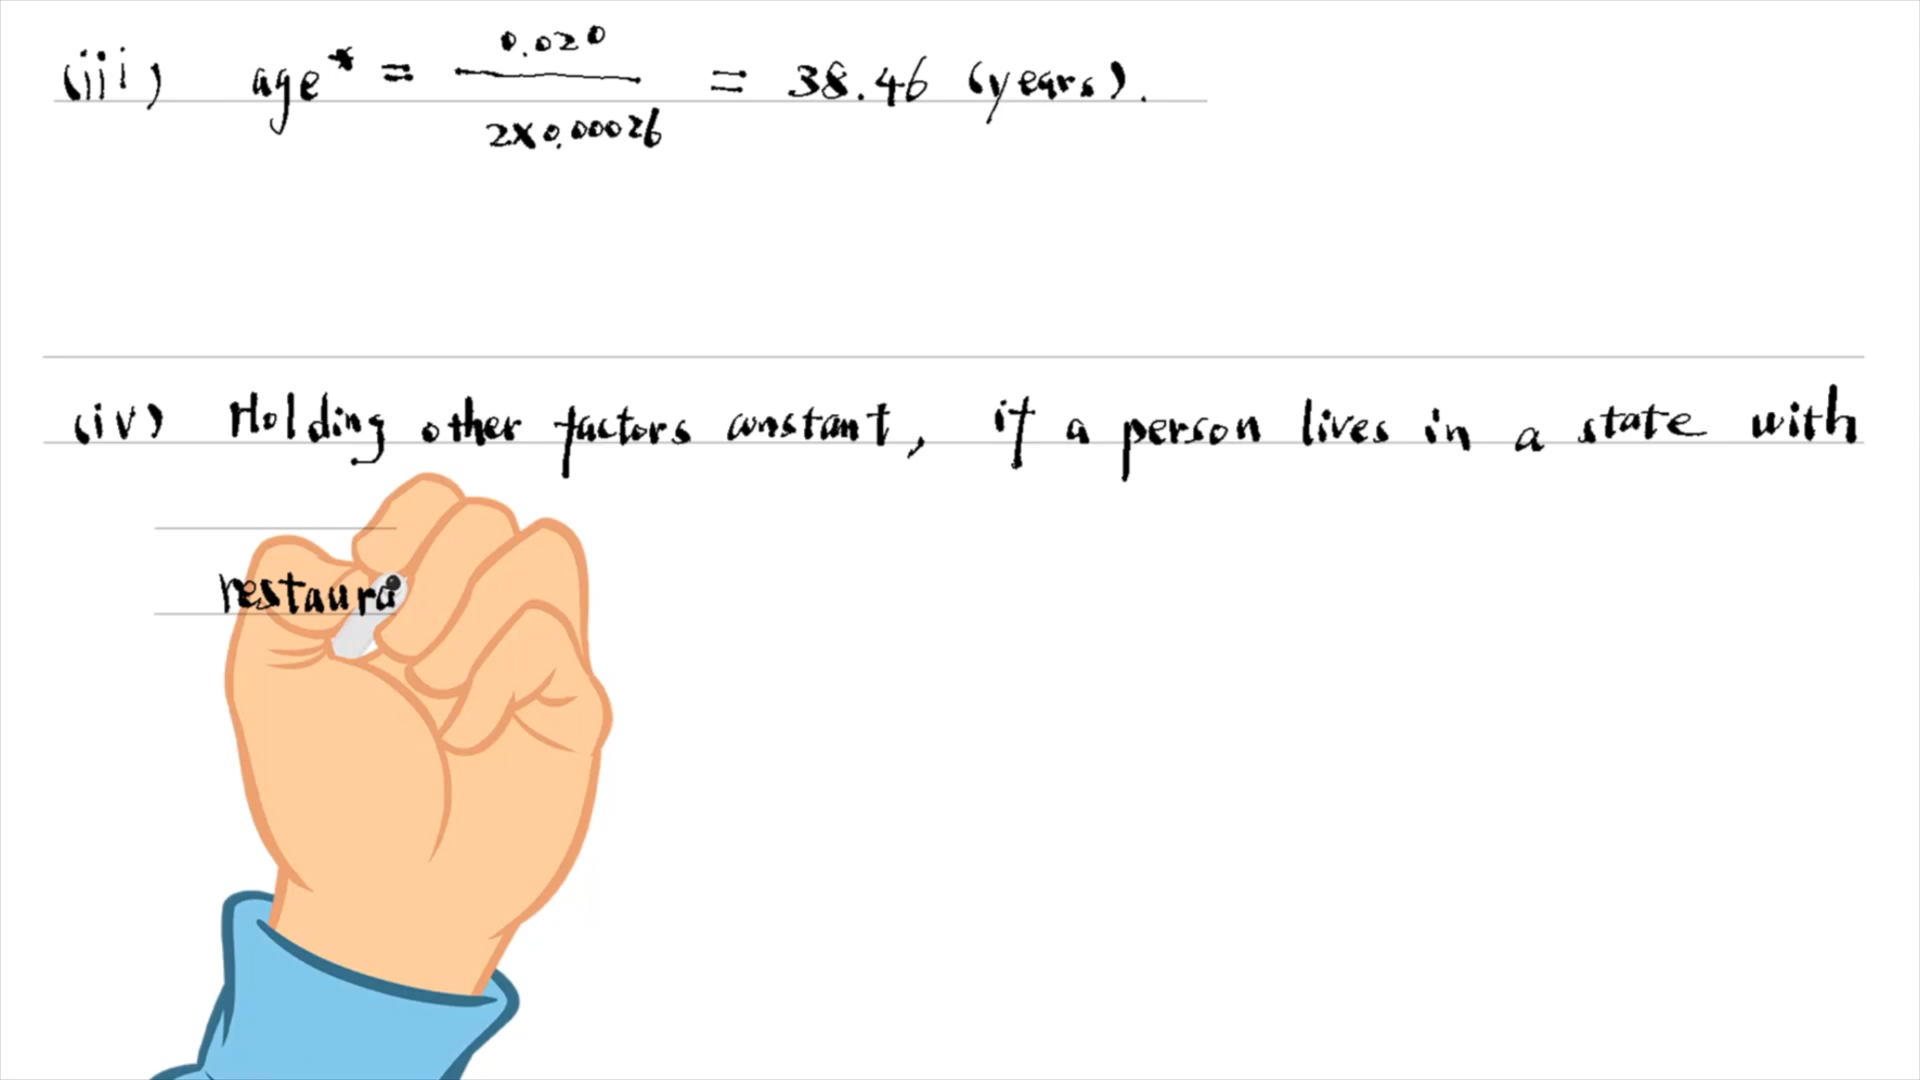 (iii) age* = 0.020 / 2×0.00026 = 38.46 (years).
(iv) Holding other factors constant, if a person lives in a state with
restaura